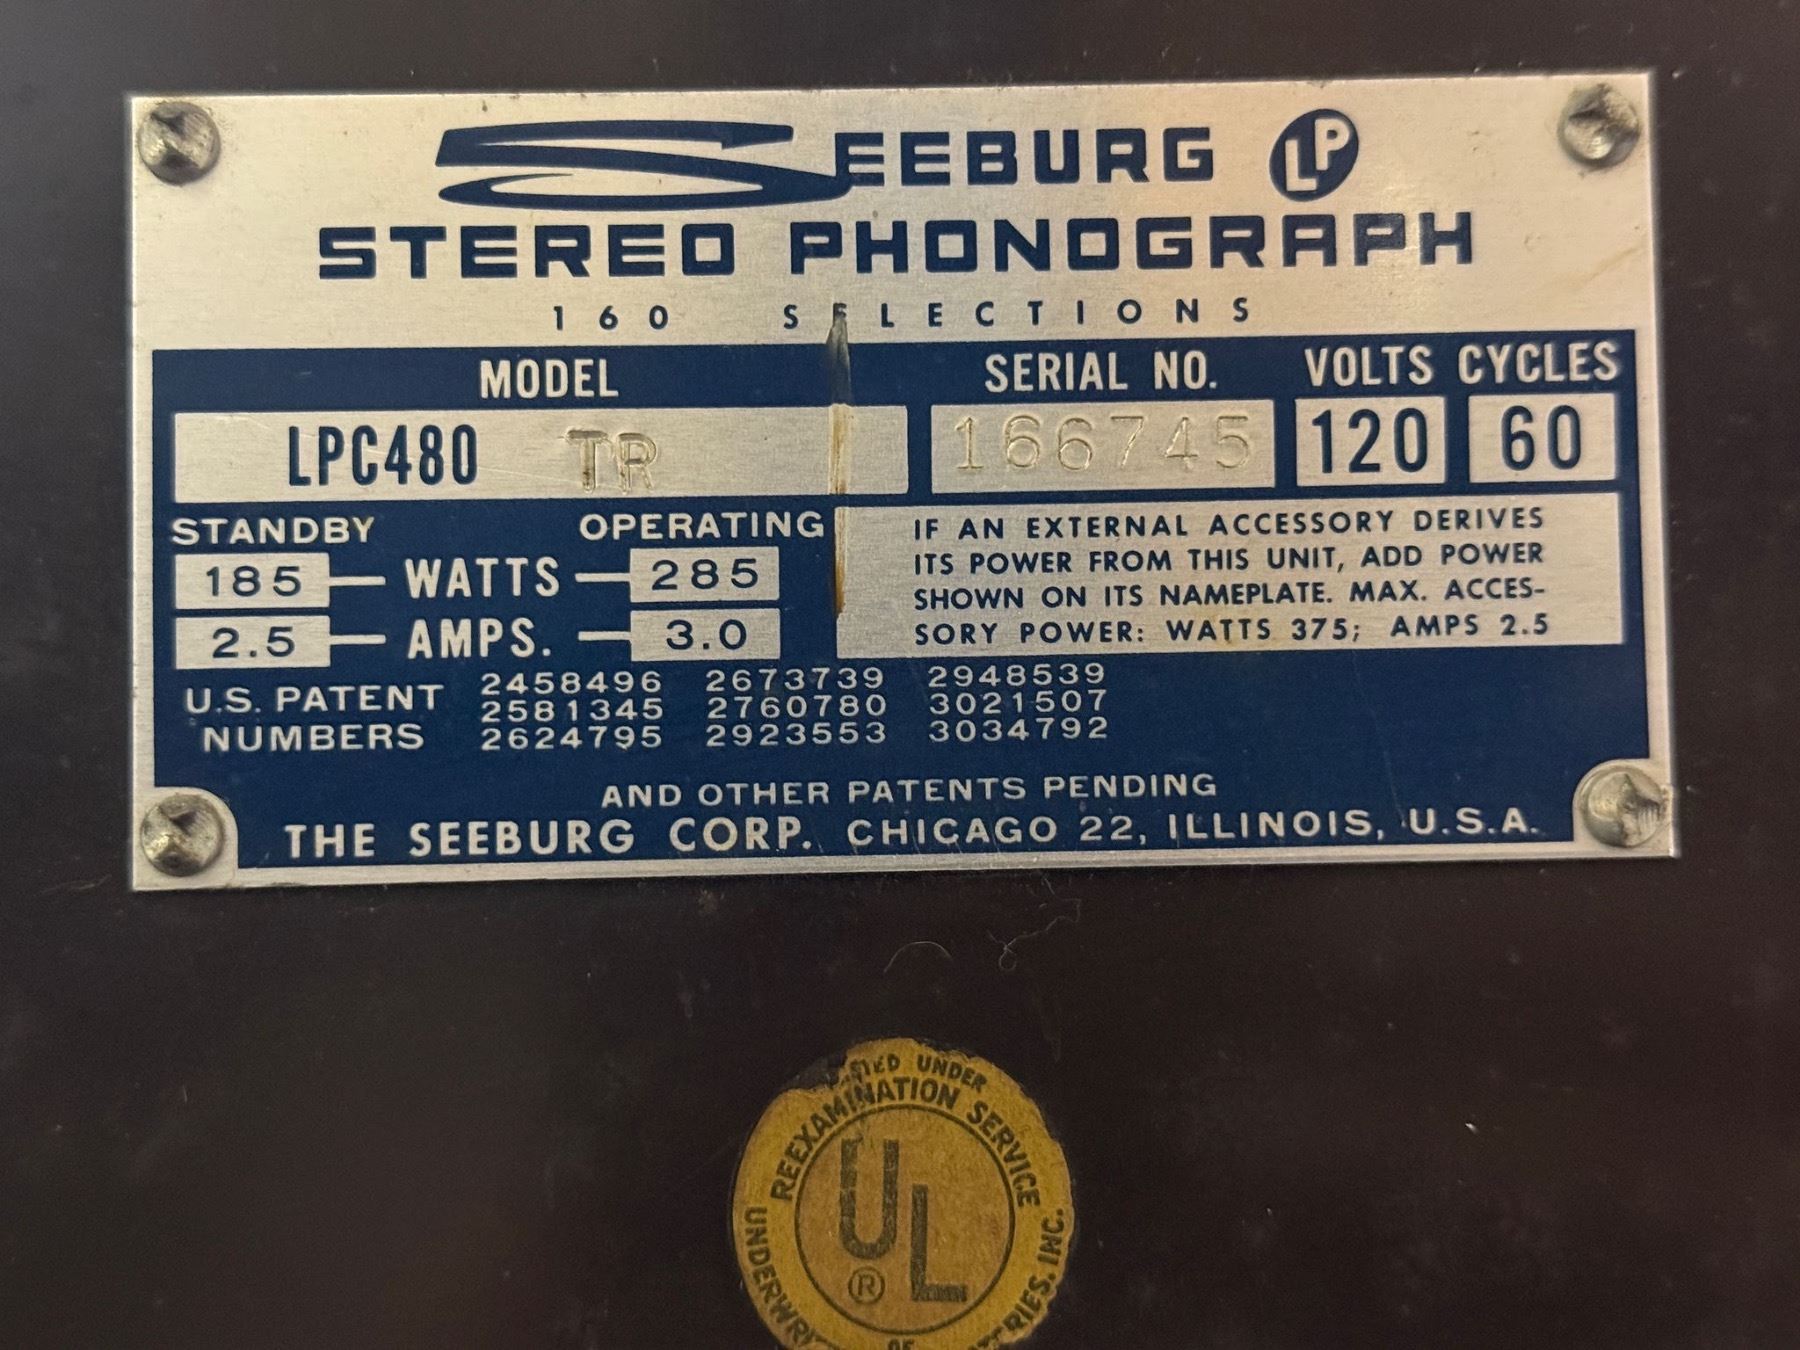 SEEBURG LP
STEREO PHONOGRAPH
160 SELECTIONS
MODEL SERIAL NO. VOLTS CYCLES
LPC480 TR 166745 120 60
STANDBY OPERATING
185 WATTS 285
2.5 AMPS. 3.0
IF AN EXTERNAL ACCESSORY DERIVES
ITS POWER FROM THIS UNIT, ADD POWER
SHOWN ON ITS NAMEPLATE. MAX. ACCES-
SORY POWER: WATTS 375; AMPS 2.5
U.S. PATENT
NUMBERS
2458496 2673739 2948539
2581345 2760780 3021507
2624795 2923553 3034792
AND OTHER PATENTS PENDING
THE SEEBURG CORP. CHICAGO 22, ILLINOIS, U.S.A.
UNDER
REEXAMINATION SERVICE
UL
®
INC.